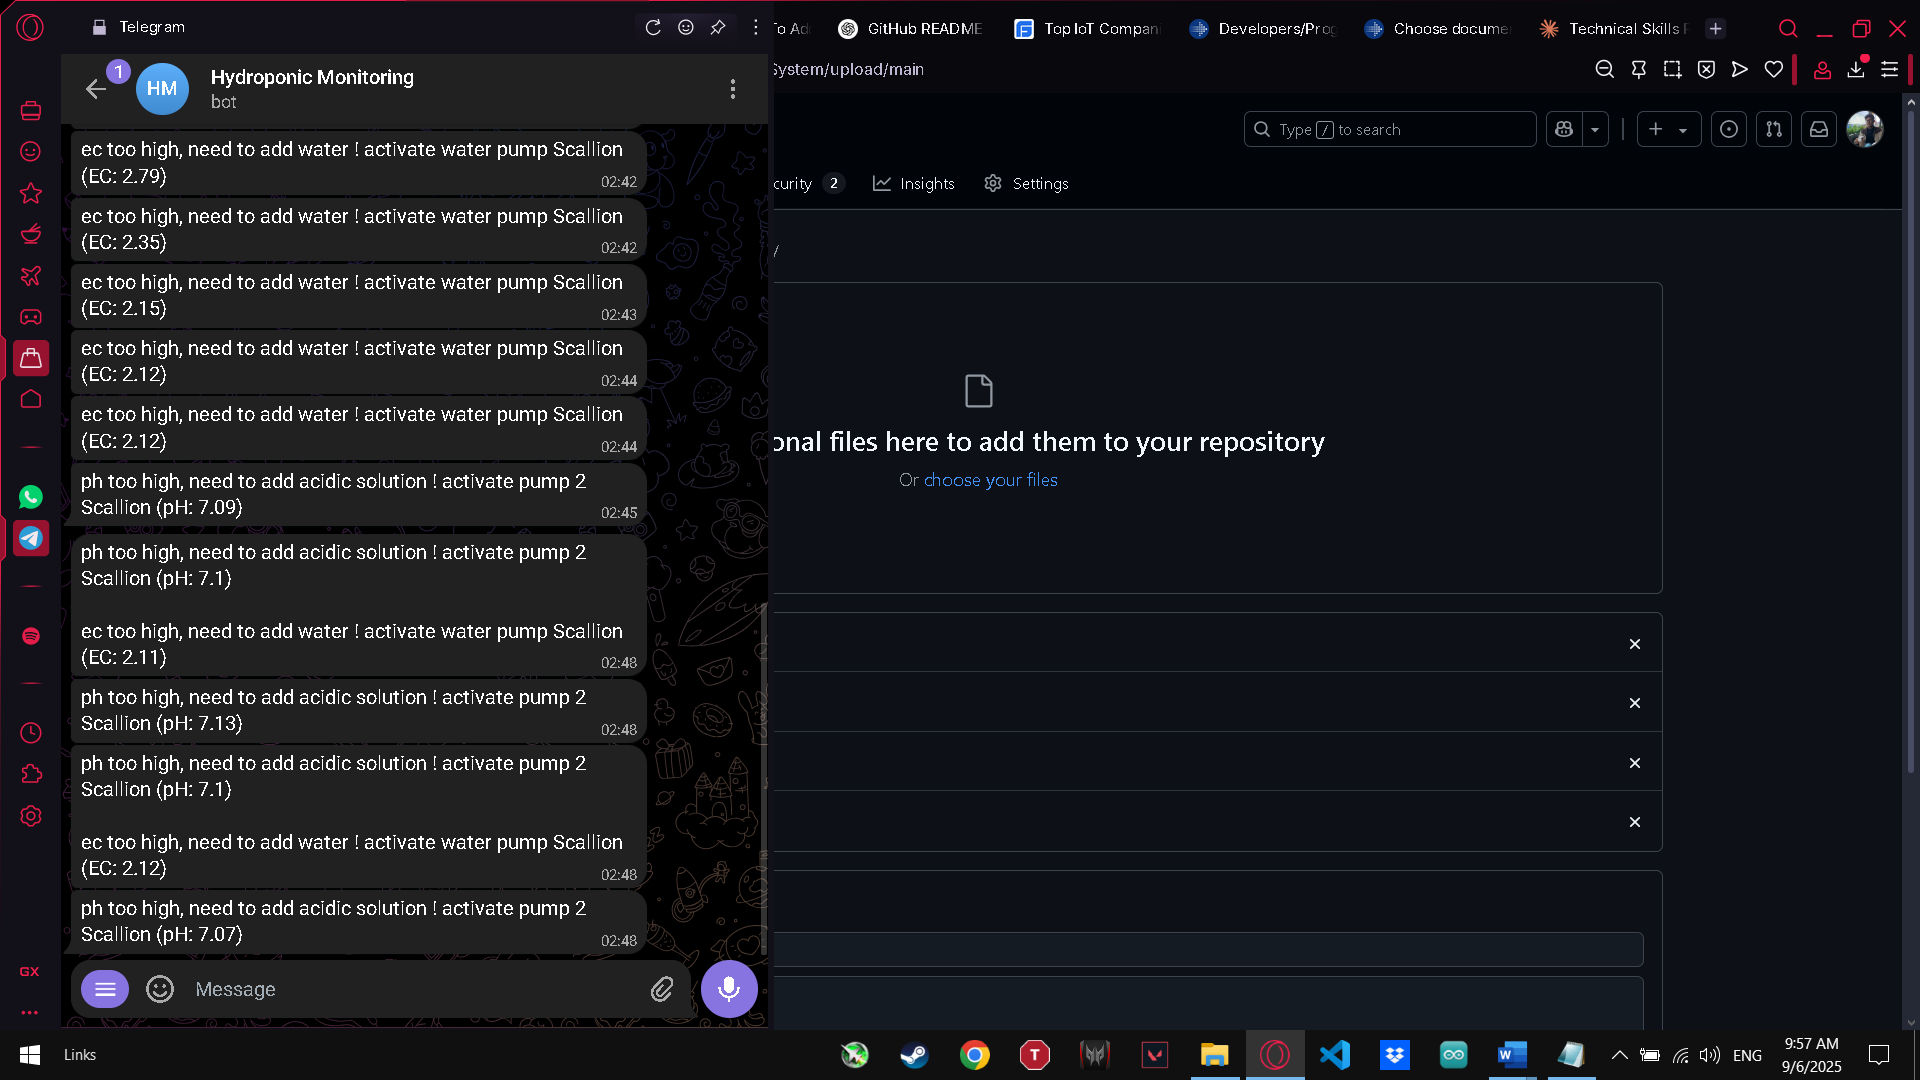 Telegram
GitHub README
Top IoT Compani
Developers/Prog
Choose docume
Technical Skills
System/upload/main
1
HM
Hydroponic Monitoring
bot
Type / to search
curity 2
Insights
Settings
ec too high, need to add water ! activate water pump Scallion
(EC: 2.79)
02:42
ec too high, need to add water ! activate water pump Scallion
(EC: 2.35)
02:42
ec too high, need to add water ! activate water pump Scallion
(EC: 2.15)
02:43
ec too high, need to add water ! activate water pump Scallion
(EC: 2.12)
02:44
ec too high, need to add water ! activate water pump Scallion
(EC: 2.12)
02:44
ph too high, need to add acidic solution ! activate pump 2
Scallion (pH: 7.09)
02:45
ph too high, need to add acidic solution ! activate pump 2
Scallion (pH: 7.1)
ec too high, need to add water ! activate water pump Scallion
(EC: 2.11)
02:48
ph too high, need to add acidic solution ! activate pump 2
Scallion (pH: 7.13)
02:48
ph too high, need to add acidic solution ! activate pump 2
Scallion (pH: 7.1)
ec too high, need to add water ! activate water pump Scallion
(EC: 2.12)
02:48
ph too high, need to add acidic solution ! activate pump 2
Scallion (pH: 7.07)
02:48
Message
onal files here to add them to your repository
Or choose your files
GX
Links
ENG
9:57 AM
9/6/2025